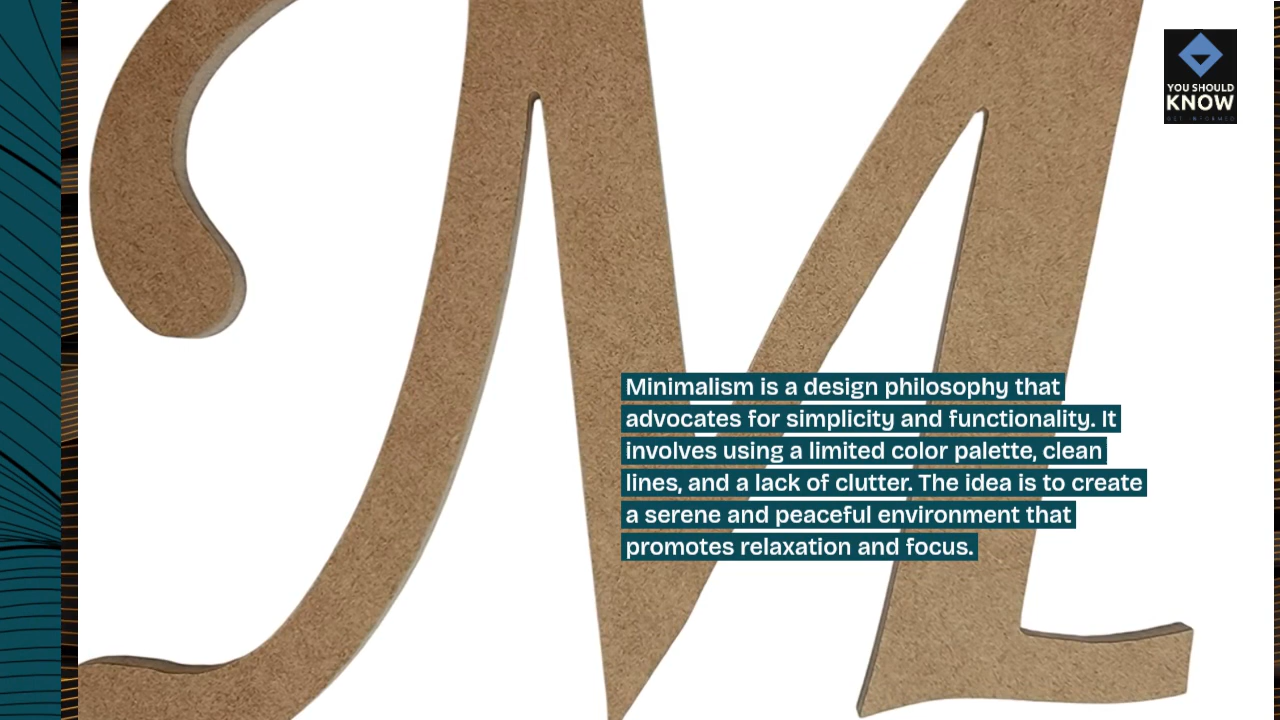 YOU SHOULD
KNOW
GET INFORMED
Minimalism is a design philosophy that
advocates for simplicity and functionality. It
involves using a limited color palette, clean
lines, and a lack of clutter. The idea is to create
a serene and peaceful environment that
promotes relaxation and focus.